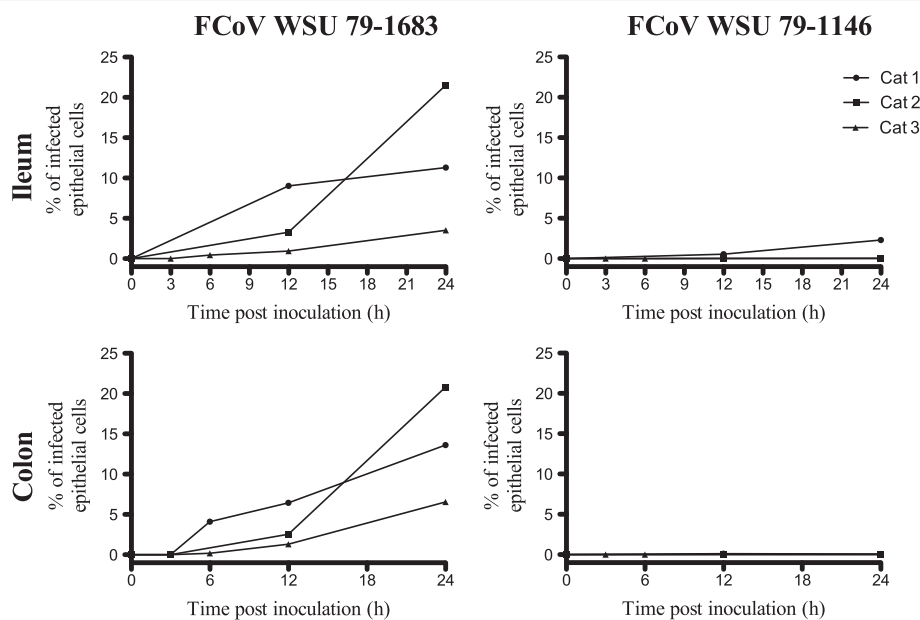 FCoV WSU 79-1683
FCoV WSU 79-1146
Ileum
% of infected
epithelial cells
25
20
15
10
5
0
0 3 6 9 12 15 18 21 24
Time post inoculation (h)
% of infected
epithelial cells
25
20
15
10
5
0
0 3 6 9 12 15 18 21 24
Time post inoculation (h)
Cat 1
Cat 2
Cat 3
Colon
% of infected
epithelial cells
25
20
15
10
5
0
0 6 12 18 24
Time post inoculation (h)
% of infected
epithelial cells
25
20
15
10
5
0
0 6 12 18 24
Time post inoculation (h)